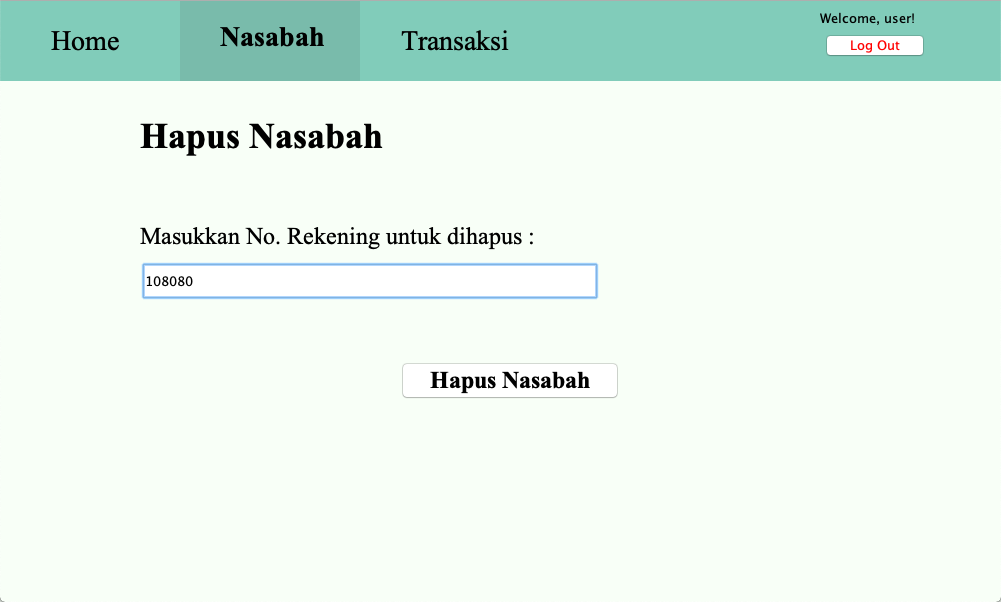 Home
Nasabah
Transaksi
Welcome, user!
Log Out
Hapus Nasabah
Masukkan No. Rekening untuk dihapus :
108080
Hapus Nasabah